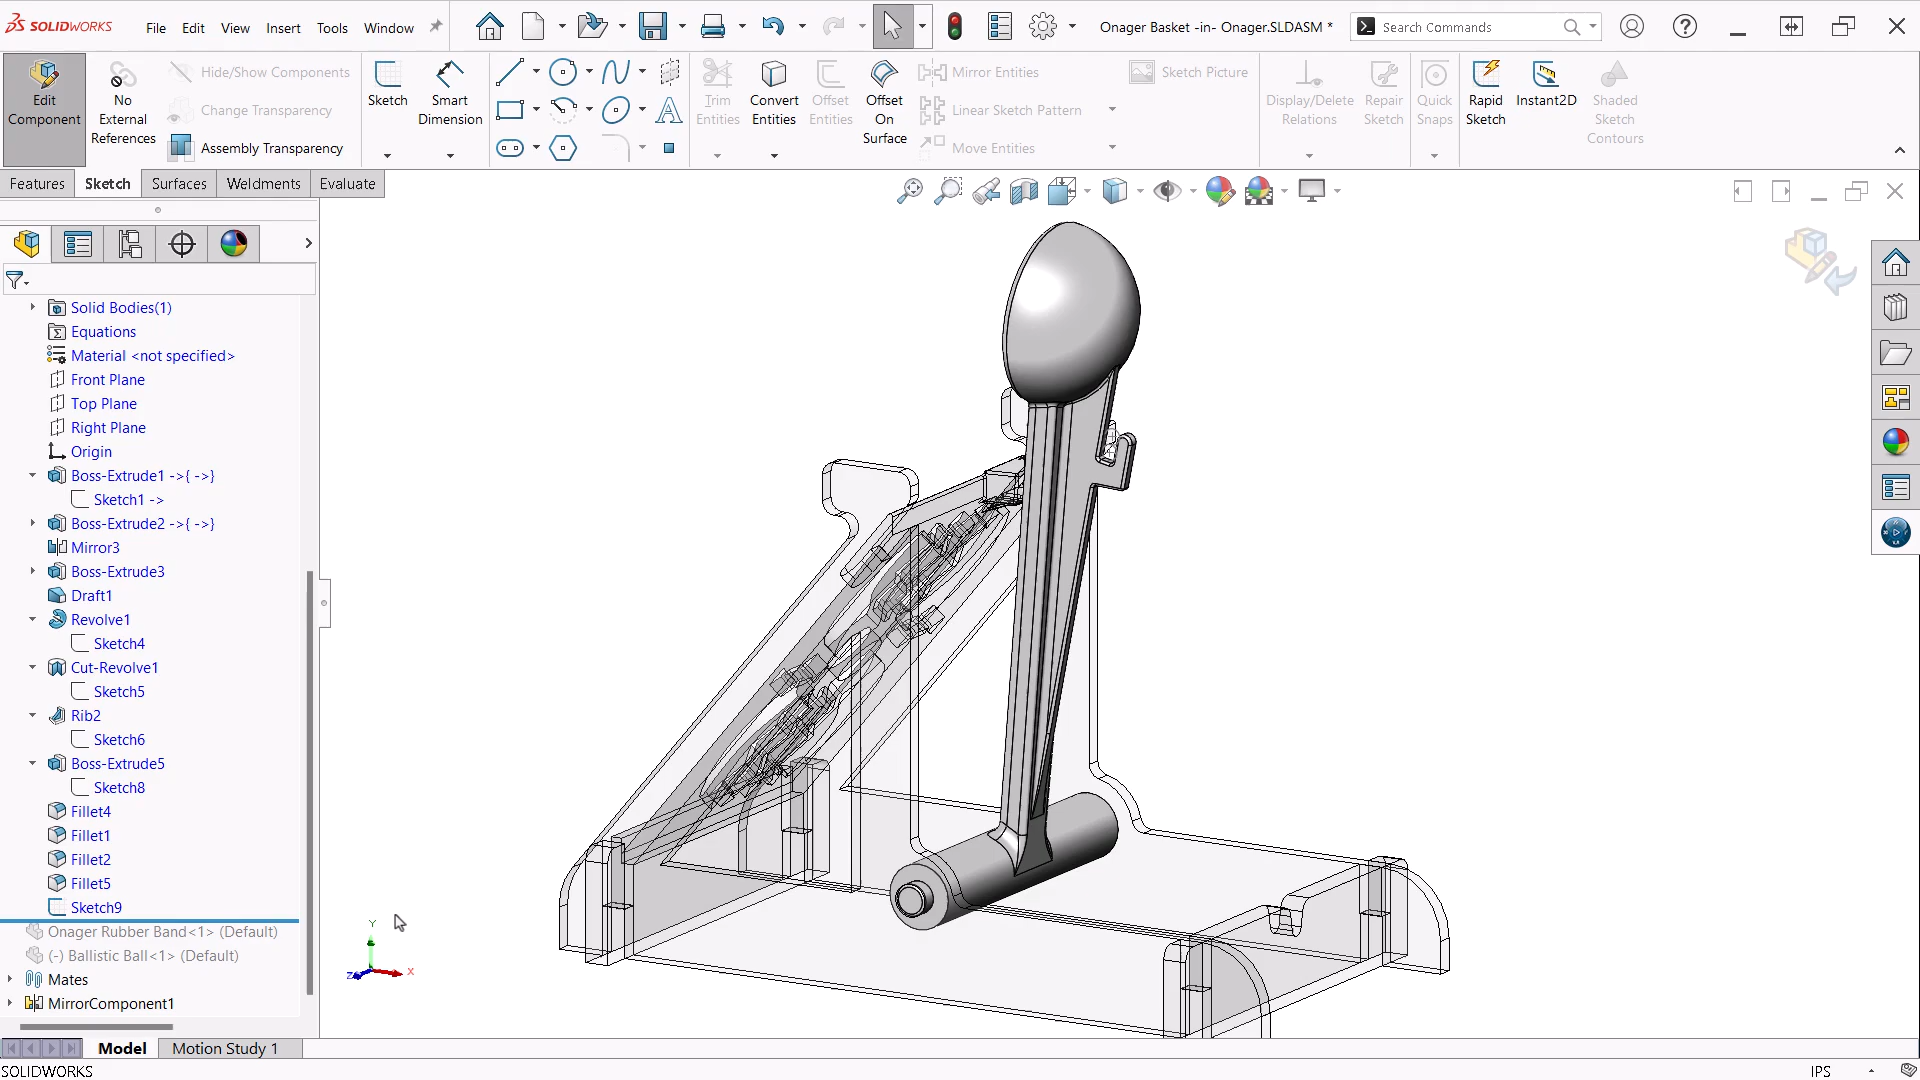 SOLIDWORKS
File Edit View Insert Tools Window
Onager Basket -in- Onager.SLDASM *
Search Commands
Edit Component
No External References
Hide/Show Components
Change Transparency
Assembly Transparency
Sketch
Smart Dimension
Trim Entities
Convert Entities
Offset Entities
Offset On Surface
Mirror Entities
Linear Sketch Pattern
Move Entities
Sketch Picture
Display/Delete Relations
Repair Sketch
Quick Snaps
Rapid Sketch
Instant2D
Shaded Sketch Contours
Features Sketch Surfaces Weldments Evaluate
Solid Bodies(1)
Equations
Material <not specified>
Front Plane
Top Plane
Right Plane
Origin
Boss-Extrude1 ->{ ->}
Sketch1 ->
Boss-Extrude2 ->{ ->}
Mirror3
Boss-Extrude3
Draft1
Revolve1
Sketch4
Cut-Revolve1
Sketch5
Rib2
Sketch6
Boss-Extrude5
Sketch8
Fillet4
Fillet1
Fillet2
Fillet5
Sketch9
Onager Rubber Band<1> (Default)
(-) Ballistic Ball<1> (Default)
Mates
MirrorComponent1
Y
Z
X
Model Motion Study 1
SOLIDWORKS
IPS